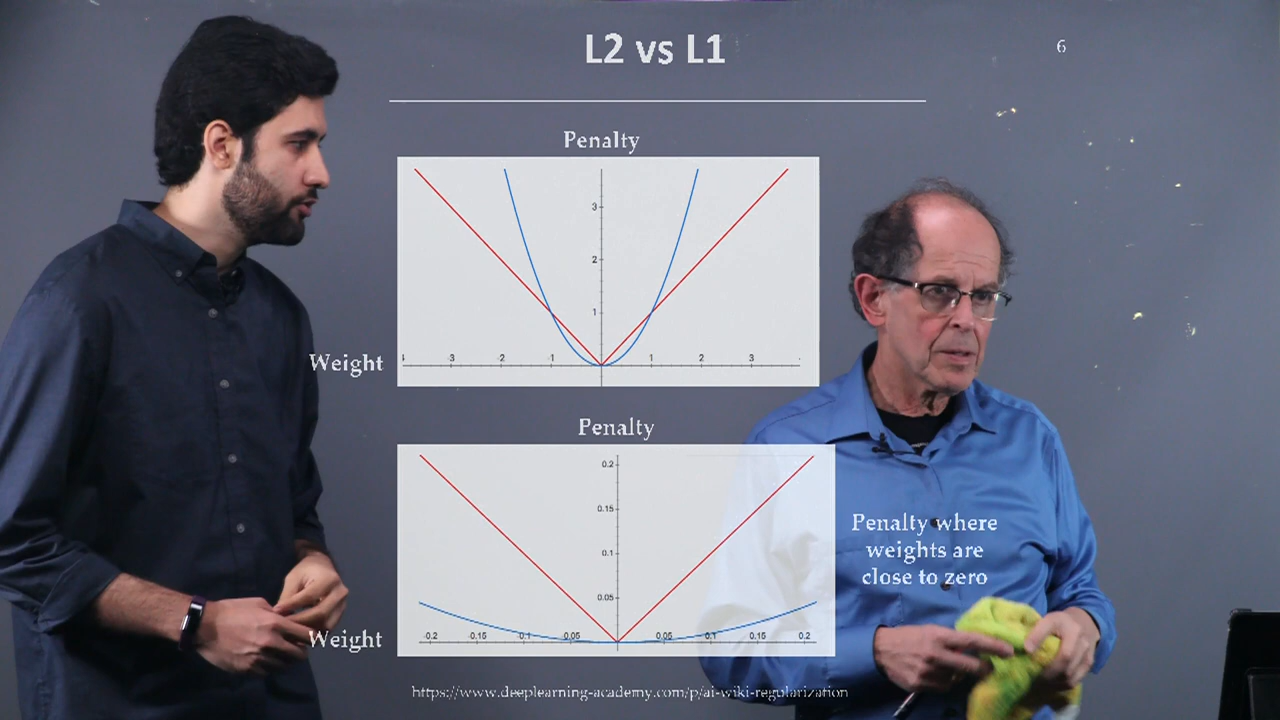 L2 vs L1
6
Penalty
3
2
1
-3 -2 -1 1 2 3
Weight
Penalty
0.2
0.15
0.1
0.05
-0.2 0.15 0.1 0.05 0.05 0.1 0.15 0.2
Weight
Penalty where
weights are
close to zero
https://www.deeplearning-academy.com/p/ai-wiki-regularization